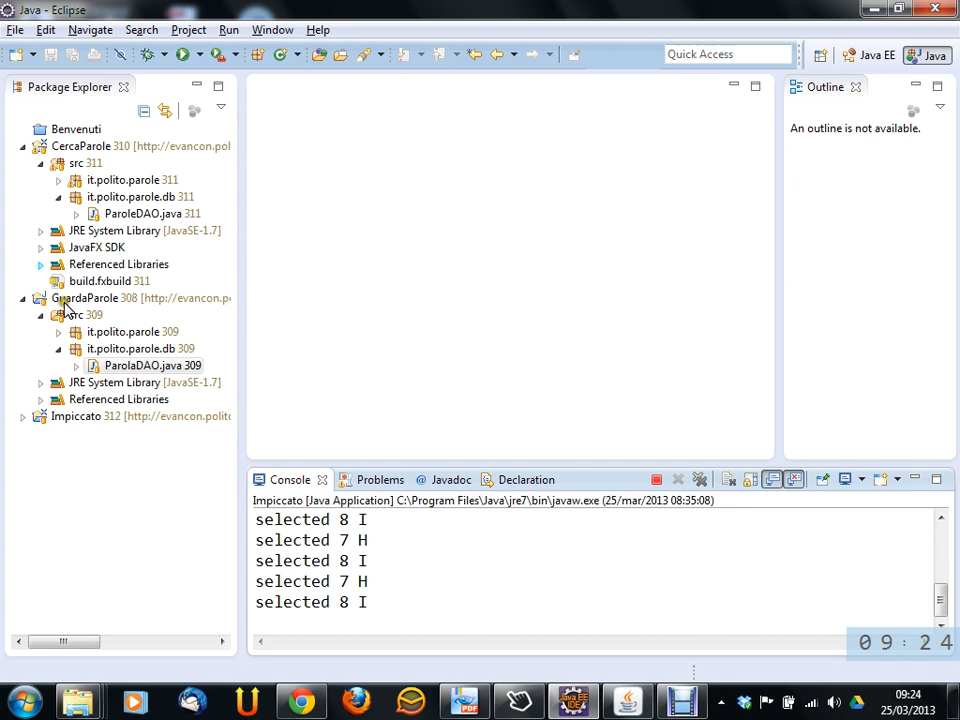 Java - Eclipse
File Edit Navigate Search Project Run Window Help
Quick Access
Java EE
Java
Package Explorer
Benvenuti
CercaParole 310 [http://evancon.pol
src 311
it.polito.parole 311
it.polito.parole.db 311
ParoleDAO.java 311
JRE System Library [JavaSE-1.7]
JavaFX SDK
Referenced Libraries
build.fxbuild 311
GuardaParole 308 [http://evancon.p
src 309
it.polito.parole 309
it.polito.parole.db 309
ParolaDAO.java 309
JRE System Library [JavaSE-1.7]
Referenced Libraries
Impiccato 312 [http://evancon.polito
Outline
An outline is not available.
Console Problems @ Javadoc Declaration
Impiccato [Java Application] C:\Program Files\Java\jre7\bin\javaw.exe (25/mar/2013 08:35:08)
selected 8 I
selected 7 H
selected 8 I
selected 7 H
selected 8 I
09:24
PDF
Java EE
IDE
09:24
25/03/2013